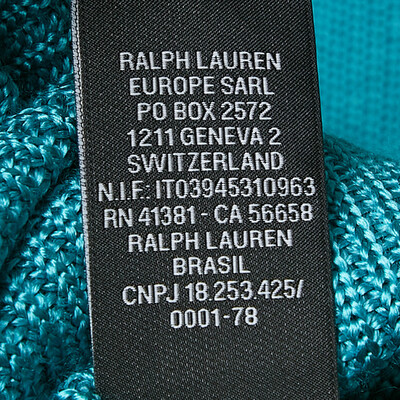 RALPH LAUREN
EUROPE SARL
PO BOX 2572
1211 GENEVA 2
SWITZERLAND
N.I.F.: IT03945310963
RN 41381 - CA 56658
RALPH LAUREN
BRASIL
CNPJ 18.253.425/
0001-78